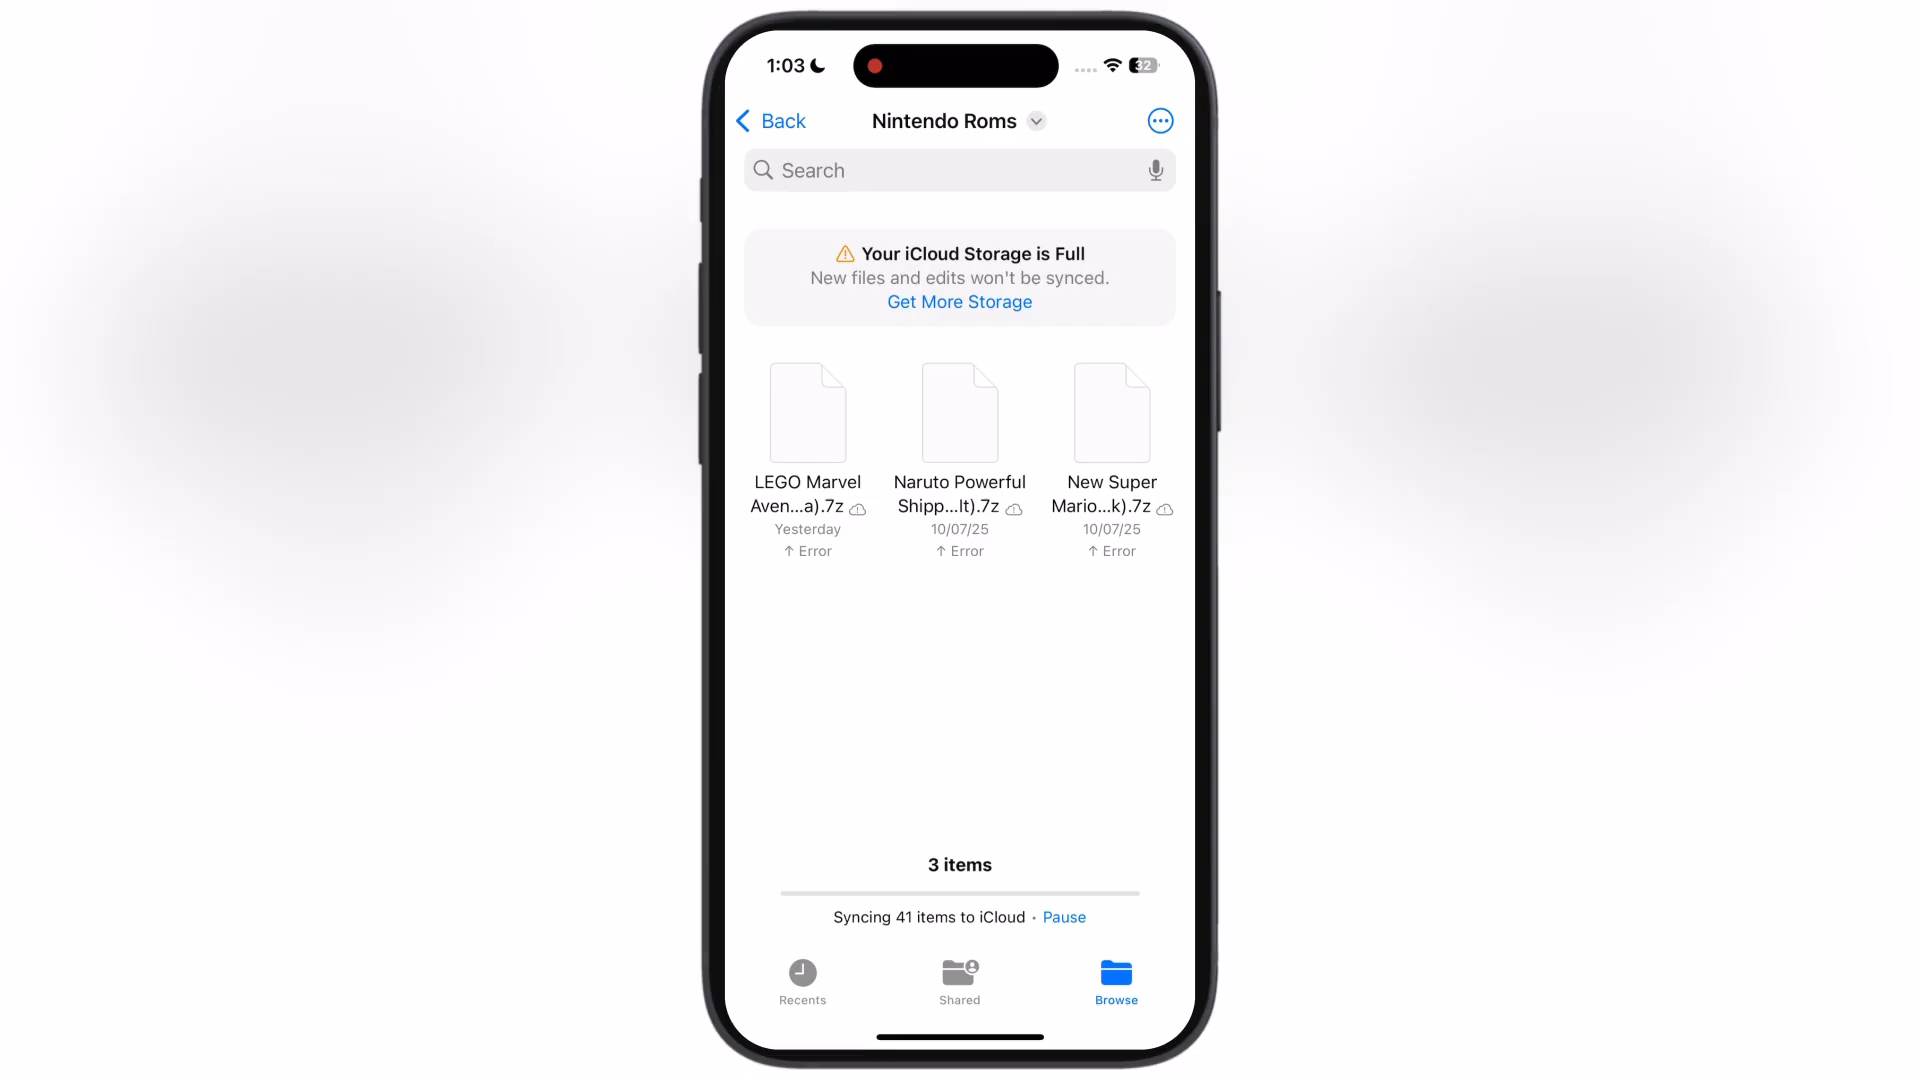 1:03
32
Back
Nintendo Roms
Search
Your iCloud Storage is Full
New files and edits won't be synced.
Get More Storage
LEGO Marvel
Aven...a).7z
Yesterday
↑ Error
Naruto Powerful
Shipp...lt).7z
10/07/25
↑ Error
New Super
Mario...k).7z
10/07/25
↑ Error
3 items
Syncing 41 items to iCloud · Pause
Recents
Shared
Browse